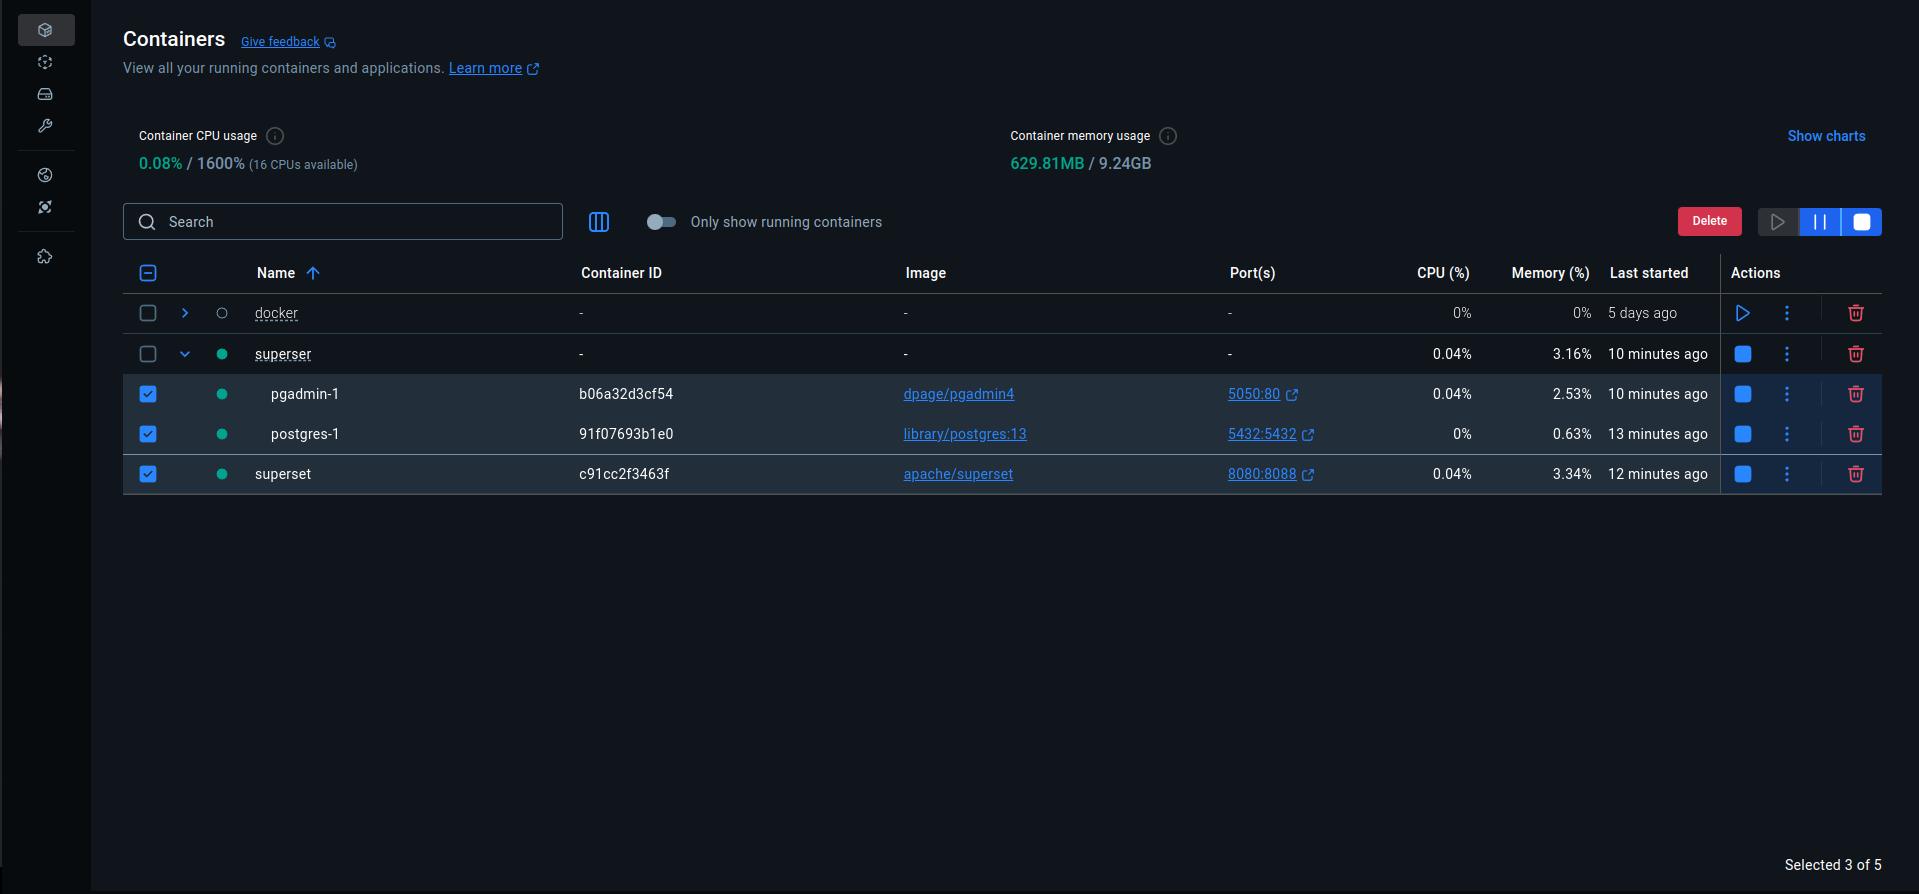 Containers Give feedback
View all your running containers and applications. Learn more
Container CPU usage
0.08% / 1600% (16 CPUs available)
Container memory usage
629.81MB / 9.24GB
Show charts
Search
Only show running containers
Delete
Name Container ID Image Port(s) CPU (%) Memory (%) Last started Actions
docker - - - 0% 0% 5 days ago
superser - - - 0.04% 3.16% 10 minutes ago
pgadmin-1 b06a32d3cf54 dpage/pgadmin4 5050:80 0.04% 2.53% 10 minutes ago
postgres-1 91f07693b1e0 library/postgres:13 5432:5432 0% 0.63% 13 minutes ago
superset c91cc2f3463f apache/superset 8080:8088 0.04% 3.34% 12 minutes ago
Selected 3 of 5